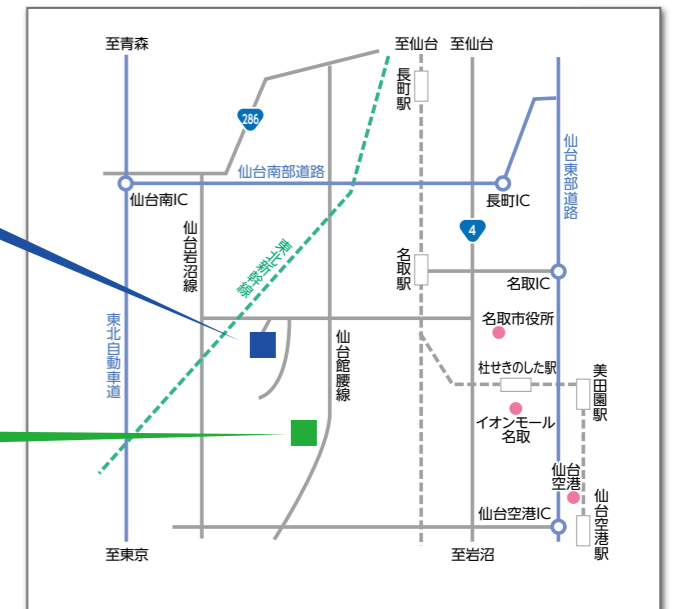 至青森
至仙台
至仙台
長町駅
286
仙台南部道路
仙台東部道路
仙台南IC
長町IC
仙台岩沼線
4
東北新幹線
名取駅
名取IC
東北自動車道
名取市役所
仙台館腰線
杜せきのした駅
美田園駅
イオンモール
名取
仙台
空港
仙台空港IC
仙台空港駅
至東京
至岩沼